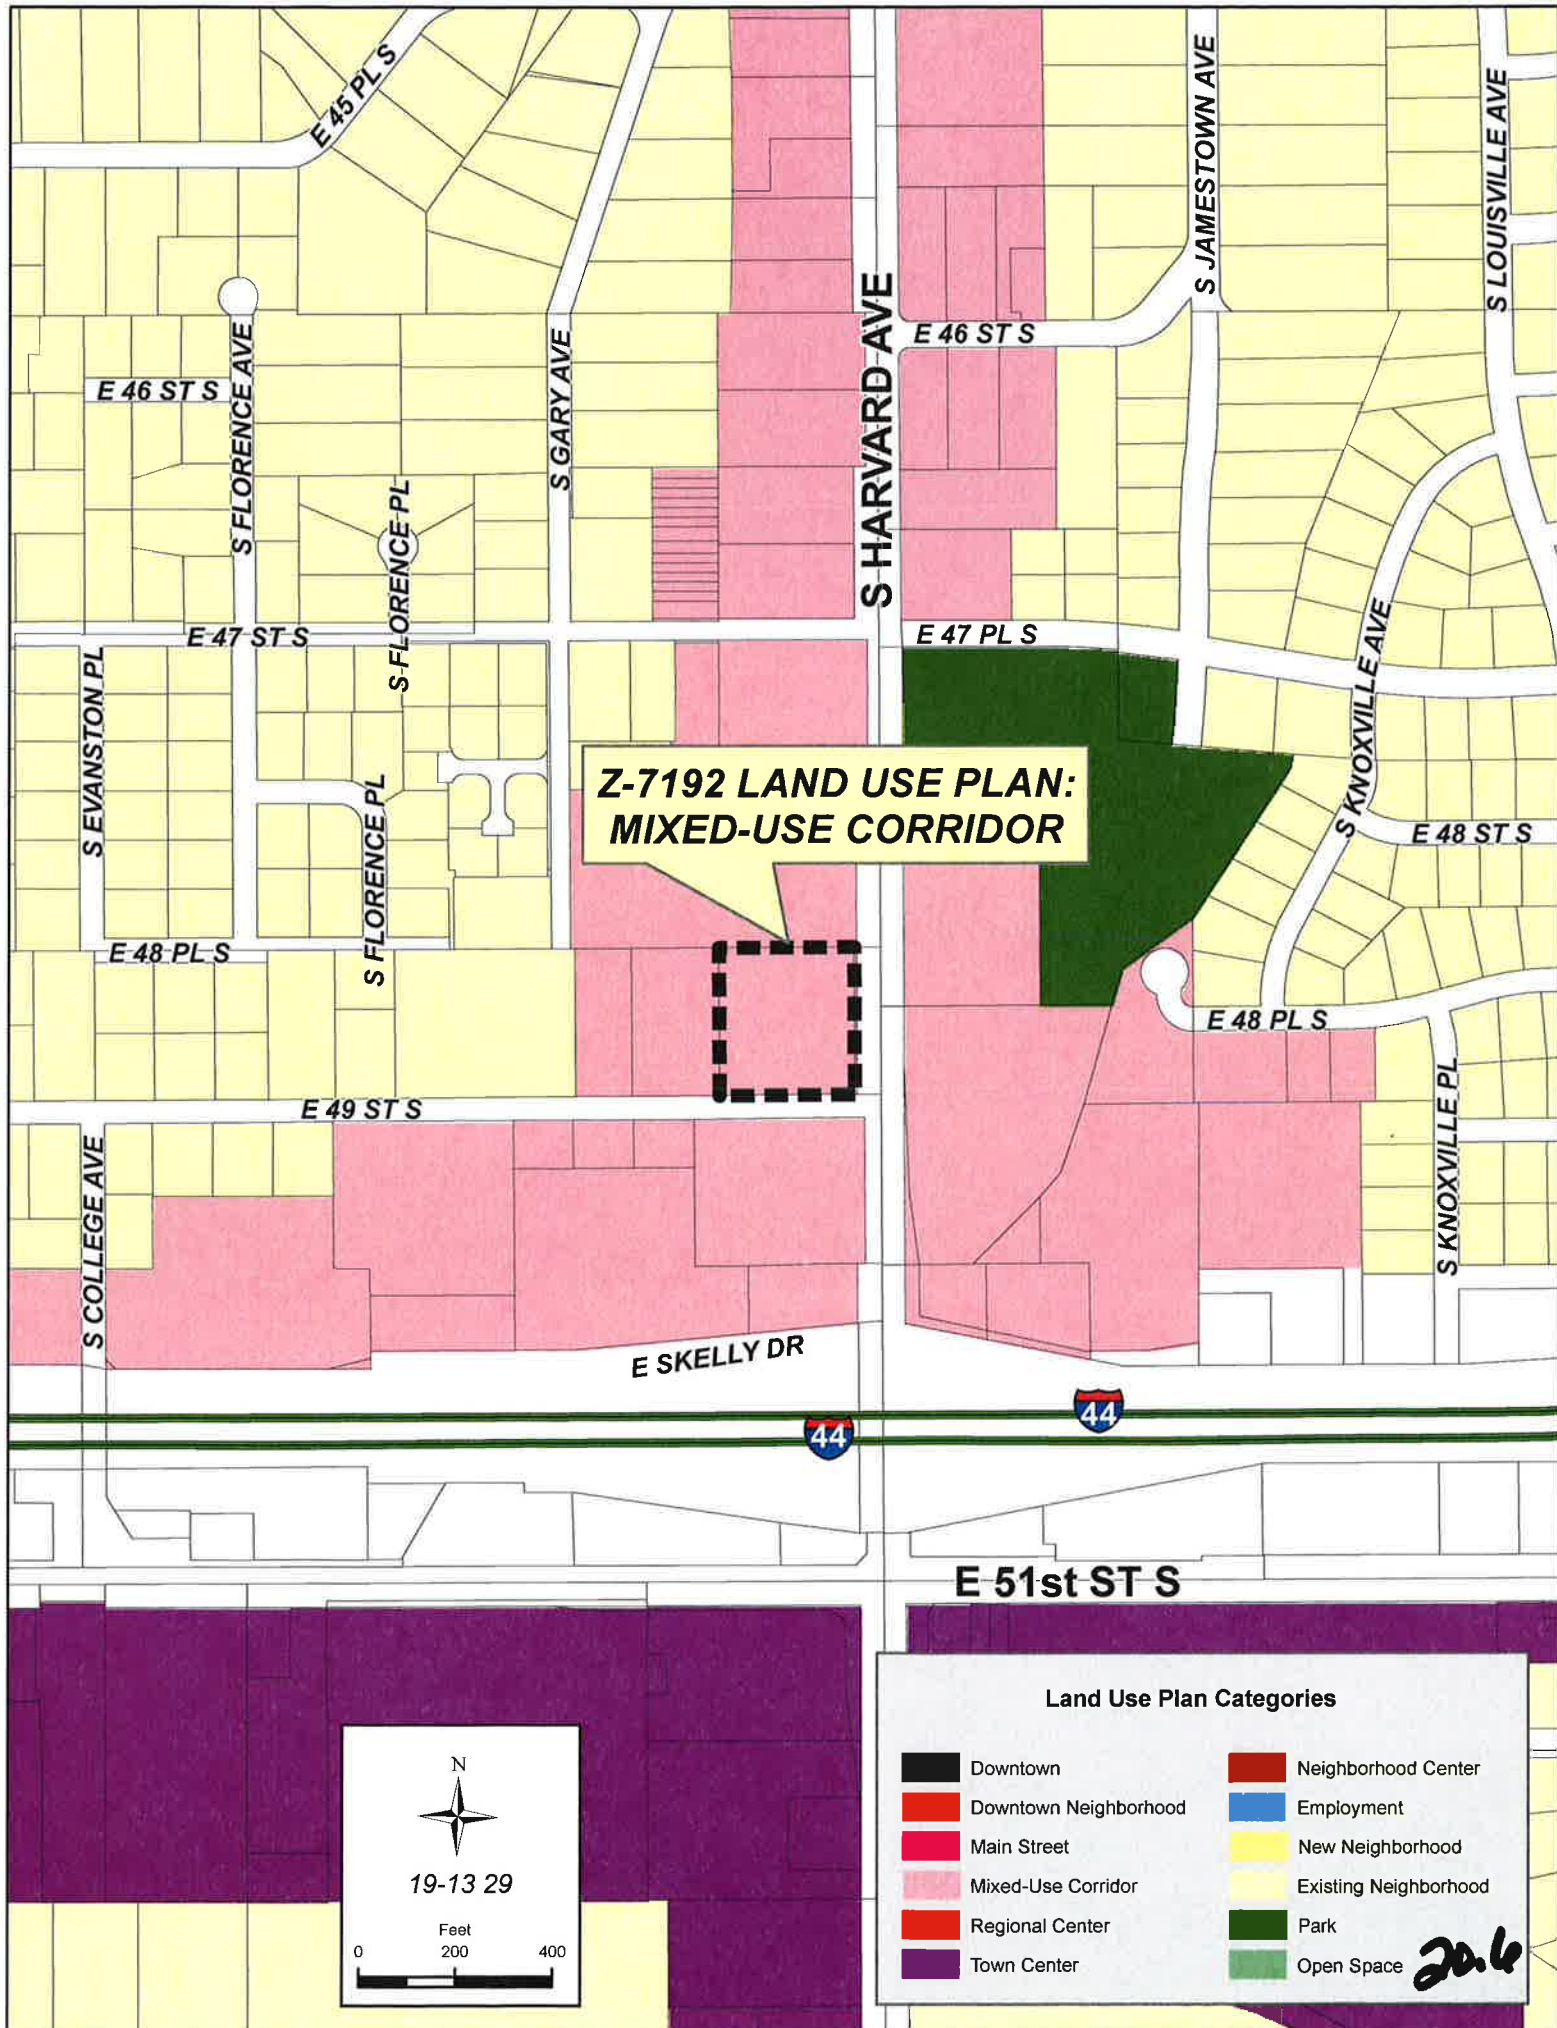 E 45 PL S
S JAMESTOWN AVE
S LOUISVILLE AVE
S HARVARD AVE
E 46 ST S
E 46 ST S
S FLORENCE AVE
S GARY AVE
S FLORENCE PL
E 47 ST S
E 47 PL S
S EVANSTON PL
S KNOXVILLE AVE
Z-7192 LAND USE PLAN:
MIXED-USE CORRIDOR
S FLORENCE PL
E 48 ST S
E 48 PL S
E 48 PL S
E 49 ST S
S COLLEGE AVE
S KNOXVILLE PL
E SKELLY DR
44
44
E 51st ST S
Land Use Plan Categories
Downtown
Downtown Neighborhood
Main Street
Mixed-Use Corridor
Regional Center
Town Center
Neighborhood Center
Employment
New Neighborhood
Existing Neighborhood
Park
Open Space
N
19-13 29
Feet
0 200 400
20.6